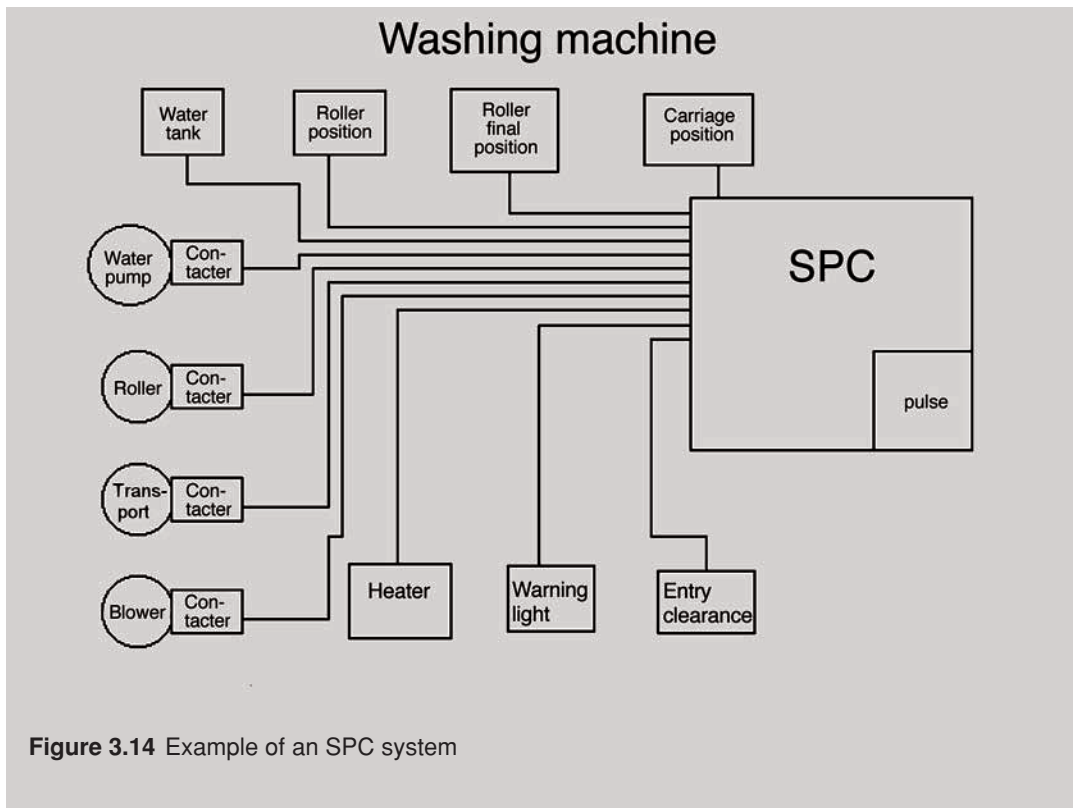 Washing machine
Water
tank
Roller
position
Roller
final
position
Carriage
position
SPC
pulse
Water
pump
Con-
tacter
Roller
Con-
tacter
Trans-
port
Con-
tacter
Blower
Con-
tacter
Heater
Warning
light
Entry
clearance
Figure 3.14 Example of an SPC system